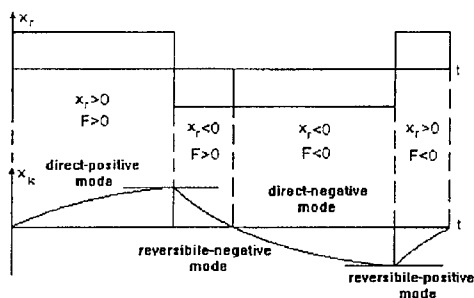 x_r
t
x_r>0 x_r<0 x_r<0 x_r>0
F>0 F>0 F<0 F<0
direct-positive
mode
direct-negative
mode
x_k
t
reversibile-negative
mode
reversibile-positive
mode